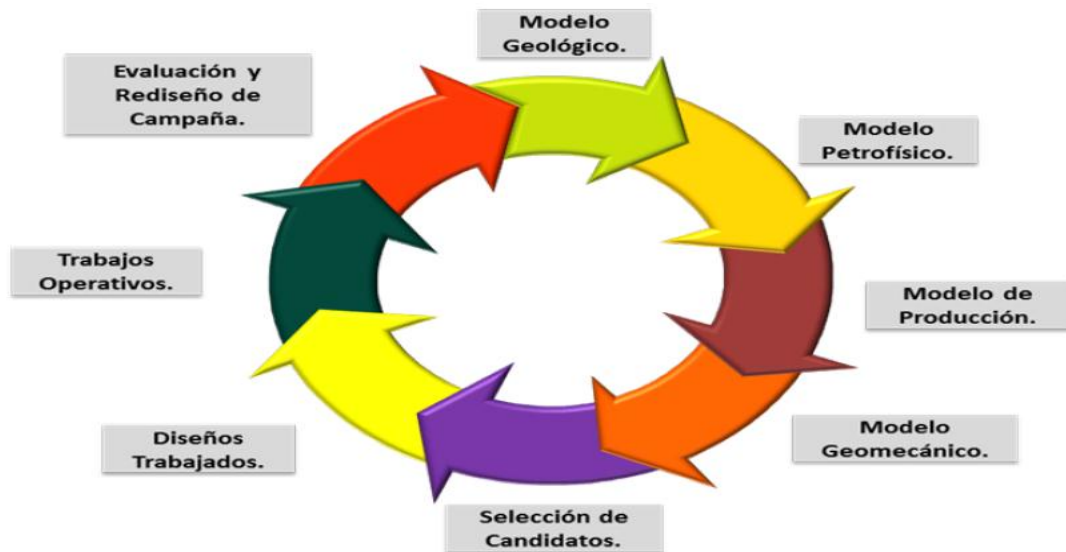 Modelo
Geológico.
Modelo
Petrofísico.
Modelo de
Producción.
Modelo
Geomecánico.
Selección de
Candidatos.
Diseños
Trabajados.
Trabajos
Operativos.
Evaluación y
Rediseño de
Campaña.